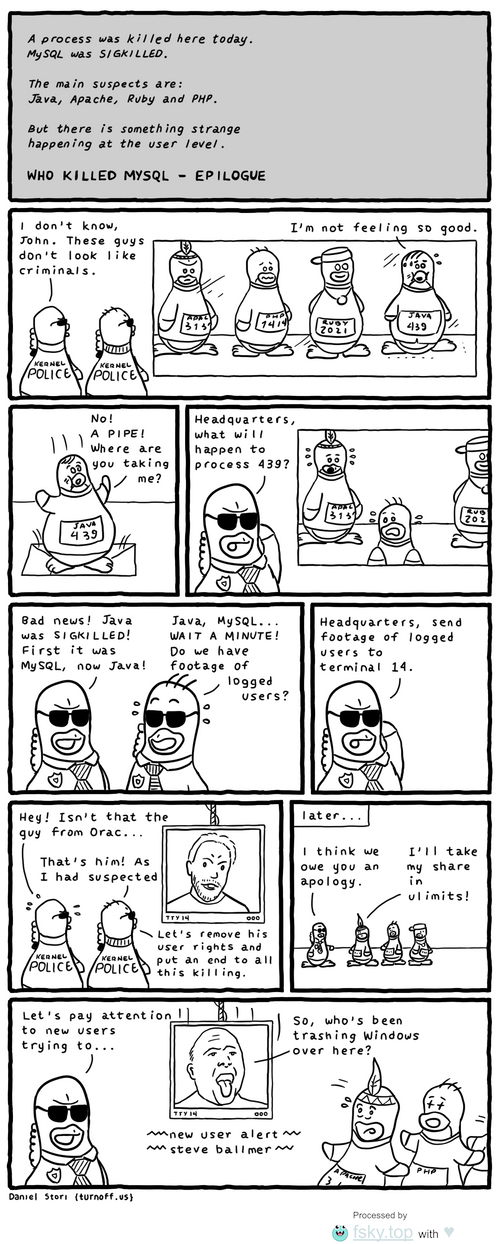 A process was killed here today.
MySQL was SIGKILLED.
The main suspects are:
Java, Apache, Ruby and PHP.
But there is something strange
happening at the user level.
WHO KILLED MYSQL - EPILOGUE
I don't know,
John. These guys
don't look like
criminals.
I'm not feeling so good.
KERNEL
POLICE
KERNEL
POLICE
APAC
313
PHP
1414
RUBY
2021
JAVA
439
No!
A PIPE!
Where are
you taking
me?
JAVA
439
Headquarters,
what will
happen to
process 439?
APAC
313
RUB
202
Bad news! Java
was SIGKILLED!
First it was
MySQL, now Java!
Java, MySQL...
WAIT A MINUTE!
Do we have
footage of
logged
users?
Headquarters, send
footage of logged
users to
terminal 14.
Hey! Isn't that the
guy from Orac...
That's him! As
I had suspected
TTY14
Let's remove his
user rights and
put an end to all
this killing.
KERNEL
POLICE
KERNEL
POLICE
later...
I think we
owe you an
apology.
I'll take
my share
in
ulimits!
Let's pay attention
to new users
trying to...
TTY14
new user alert
steve ballmer
So, who's been
trashing Windows
over here?
APACHE
3
PHP
Daniel Stori {turnoff.us}
Processed by
fsky.top with